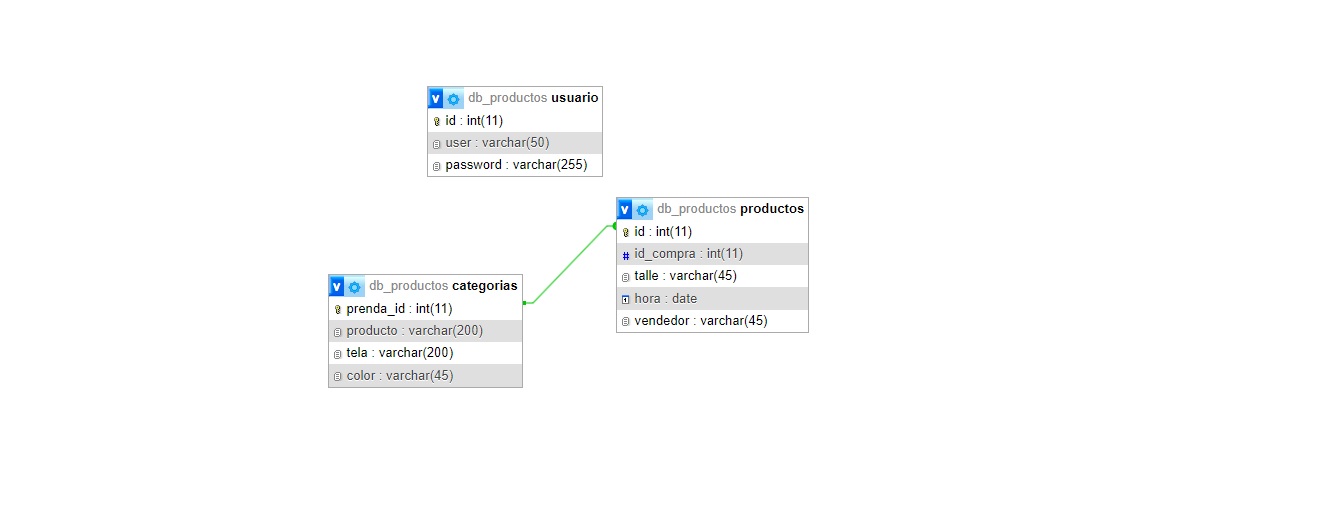 db_productos usuario
id : int(11)
user : varchar(50)
password : varchar(255)
db_productos productos
id : int(11)
id_compra : int(11)
talle : varchar(45)
hora : date
vendedor : varchar(45)
db_productos categorias
prenda_id : int(11)
producto : varchar(200)
tela : varchar(200)
color : varchar(45)